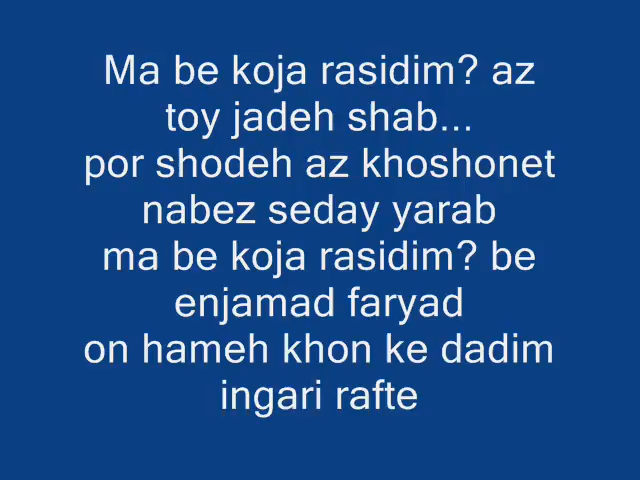 Ma be koja rasidim? az
toy jadeh shab...
por shodeh az khoshonet
nabez seday yarab
ma be koja rasidim? be
enjamad faryad
on hameh khon ke dadim
ingari rafte